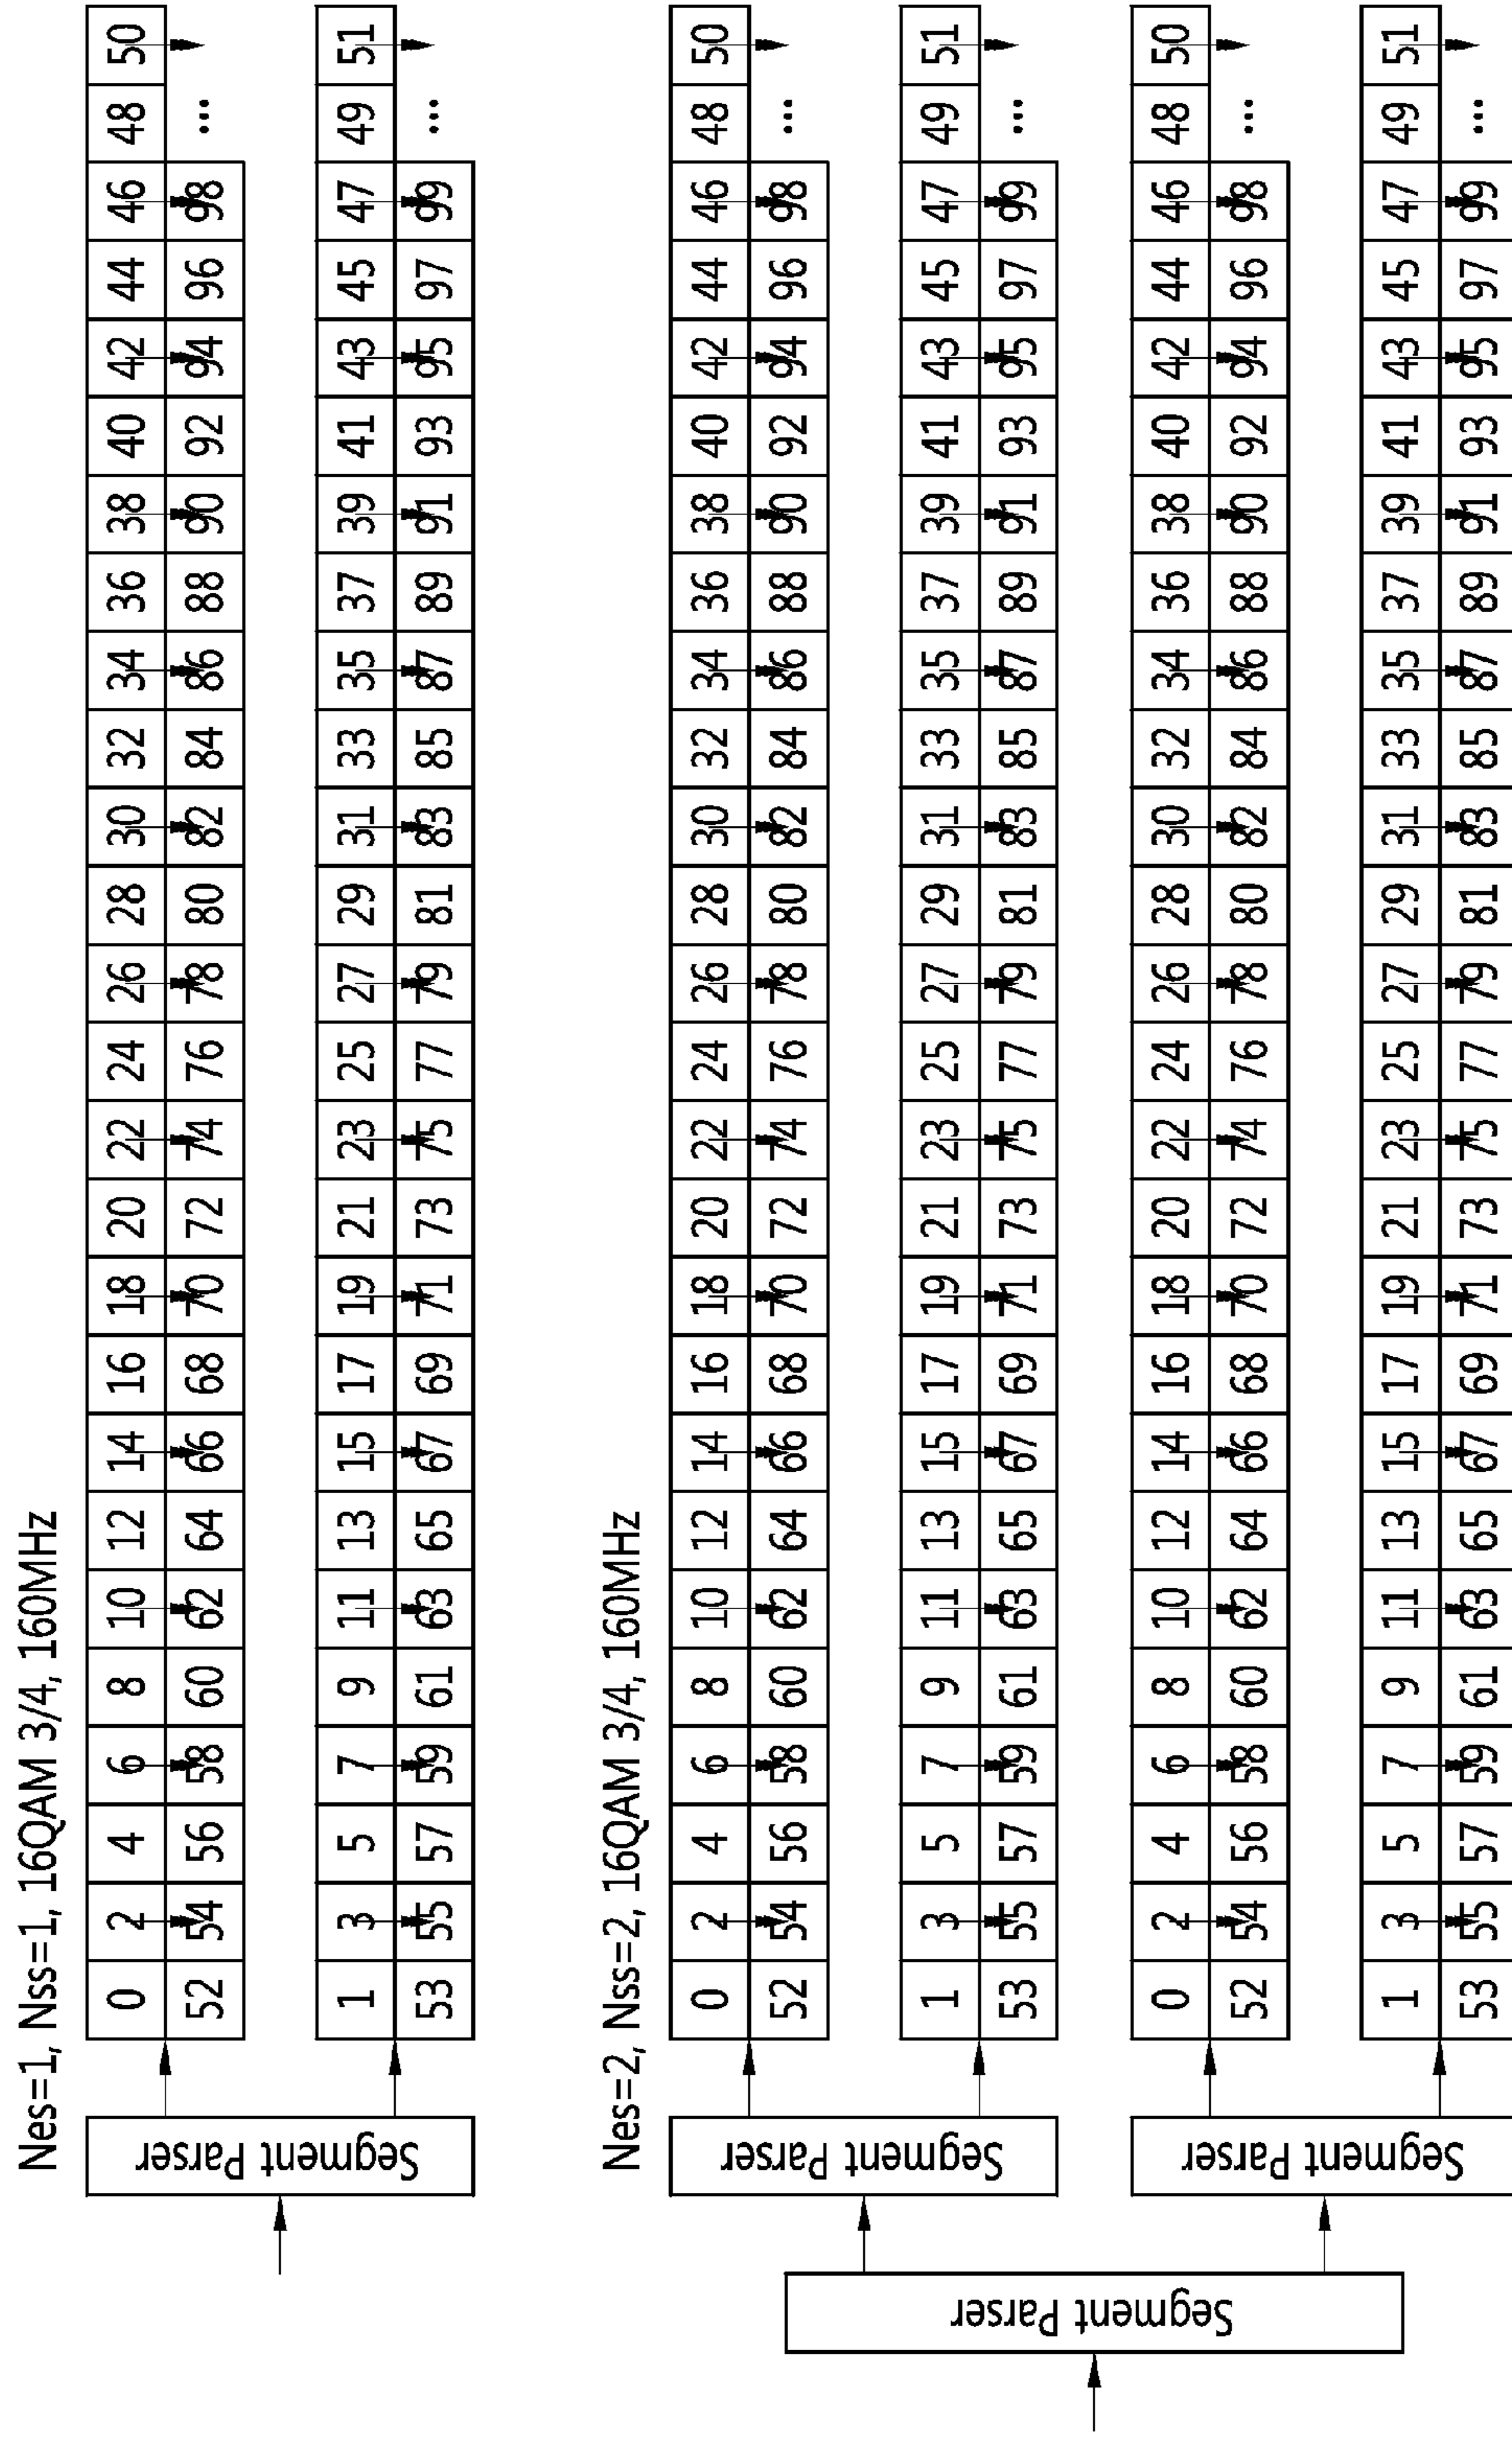 Nes=1, Nss=1, 16QAM 3/4, 160MHz
Segment Parser
0 2 4 6 8 10 12 14 16 18 20 22 24 26 28 30 32 34 36 38 40 42 44 46 48 50
52 54 56 58 60 62 64 66 68 70 72 74 76 78 80 82 84 86 88 90 92 94 96 98 ...
1 3 5 7 9 11 13 15 17 19 21 23 25 27 29 31 33 35 37 39 41 43 45 47 49 51
53 55 57 59 61 63 65 67 69 71 73 75 77 79 81 83 85 87 89 91 93 95 97 99 ...
Nes=2, Nss=2, 16QAM 3/4, 160MHz
Segment Parser
Segment Parser
0 2 4 6 8 10 12 14 16 18 20 22 24 26 28 30 32 34 36 38 40 42 44 46 48 50
52 54 56 58 60 62 64 66 68 70 72 74 76 78 80 82 84 86 88 90 92 94 96 98 ...
1 3 5 7 9 11 13 15 17 19 21 23 25 27 29 31 33 35 37 39 41 43 45 47 49 51
53 55 57 59 61 63 65 67 69 71 73 75 77 79 81 83 85 87 89 91 93 95 97 99 ...
Segment Parser
0 2 4 6 8 10 12 14 16 18 20 22 24 26 28 30 32 34 36 38 40 42 44 46 48 50
52 54 56 58 60 62 64 66 68 70 72 74 76 78 80 82 84 86 88 90 92 94 96 98 ...
1 3 5 7 9 11 13 15 17 19 21 23 25 27 29 31 33 35 37 39 41 43 45 47 49 51
53 55 57 59 61 63 65 67 69 71 73 75 77 79 81 83 85 87 89 91 93 95 97 99 ...